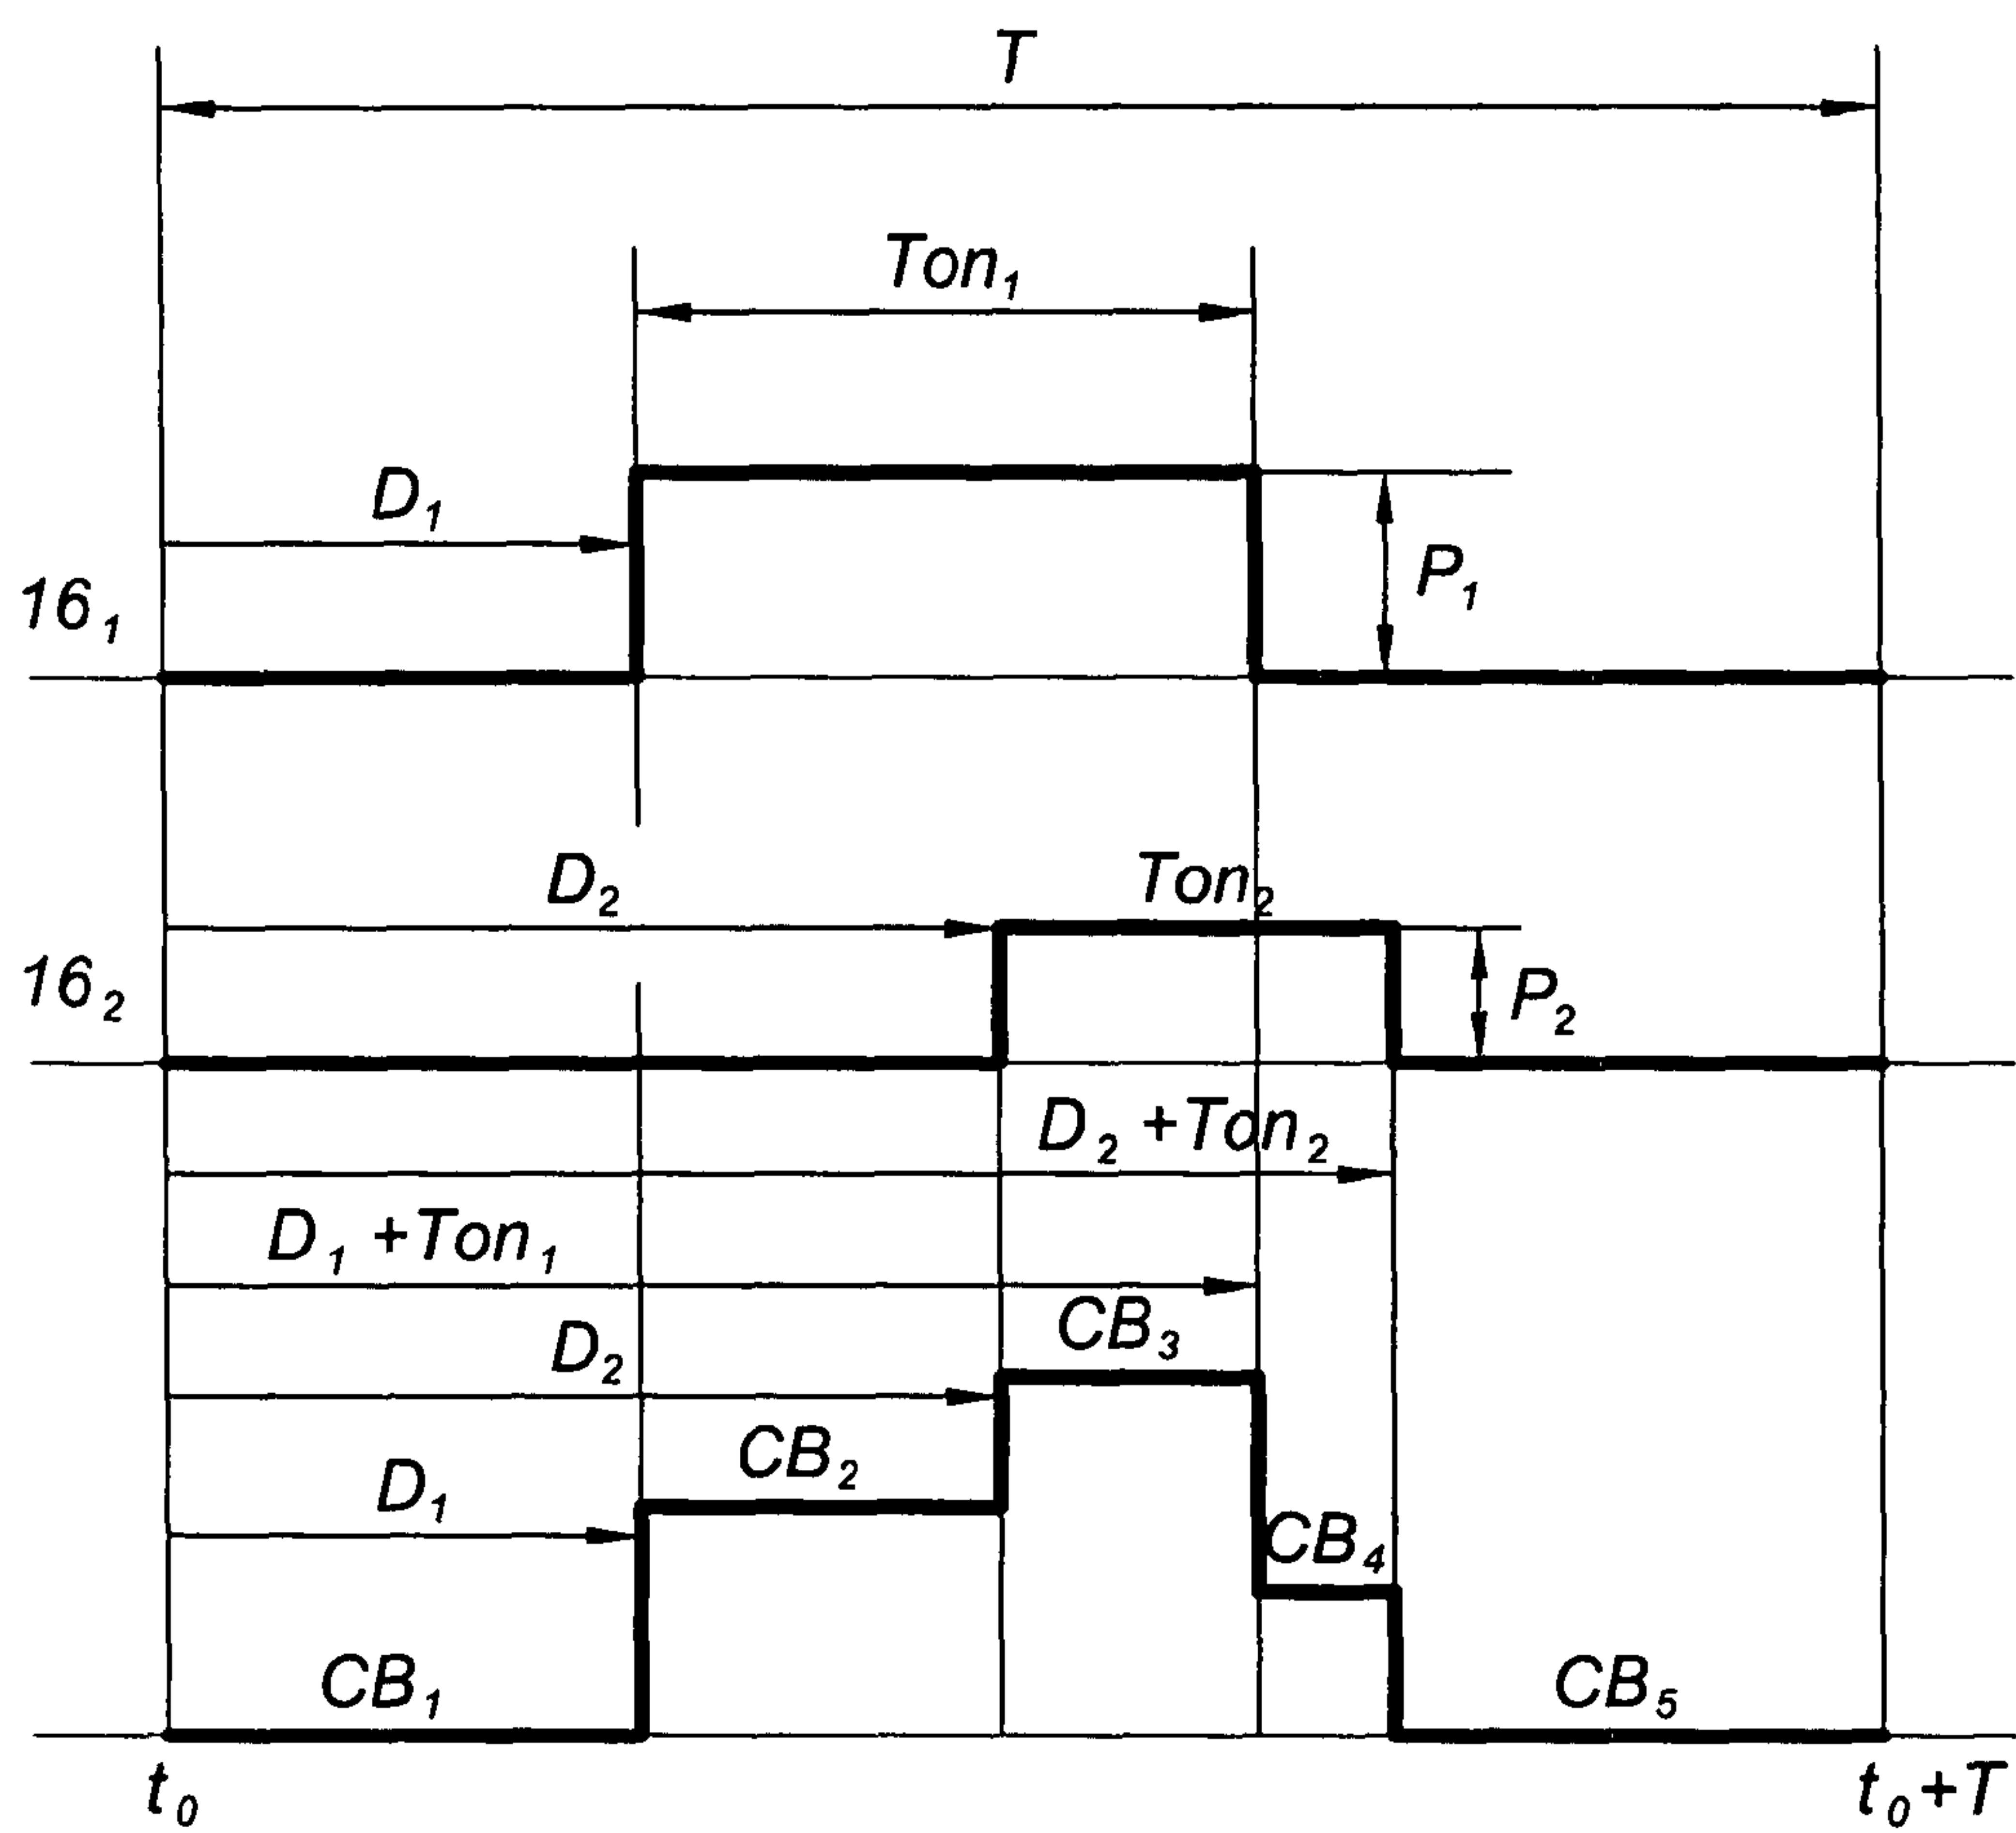 T
Ton₁
D₁
P₁
16₁
D₂
Ton₂
16₂
P₂
D₂ +Ton₂
D₁ +Ton₁
CB₃
D₂
CB₂
D₁
CB₄
CB₁
CB₅
t₀
t₀+T